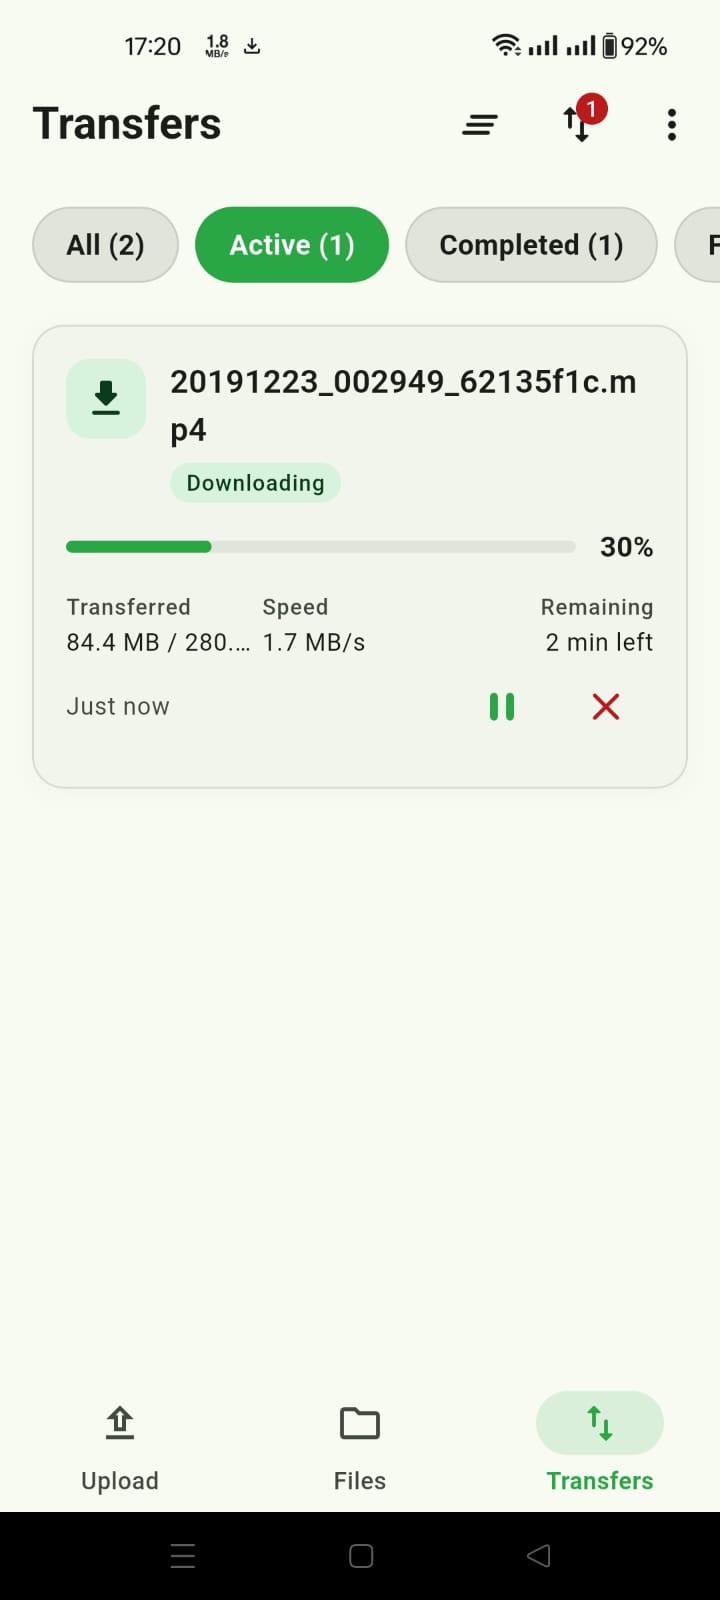 17:20 1.8 MB/s 92%
Transfers 1
All (2) Active (1) Completed (1) F
20191223_002949_62135f1c.m
p4
Downloading
30%
Transferred Speed Remaining
84.4 MB / 280.… 1.7 MB/s 2 min left
Just now
Upload Files Transfers